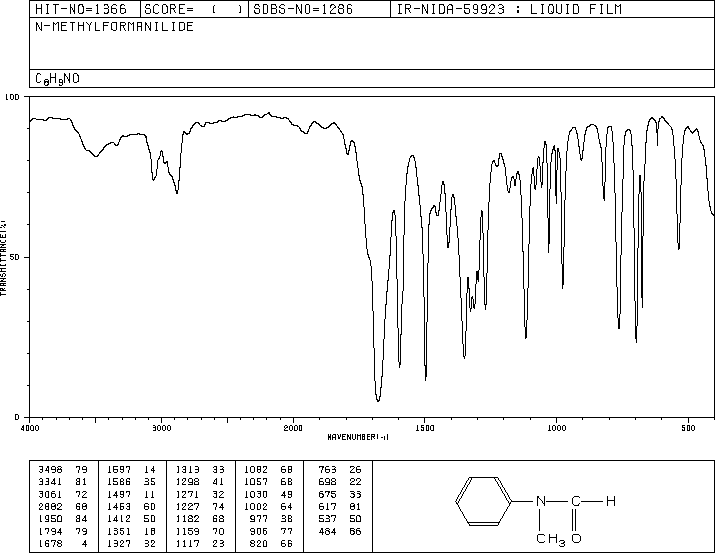 HIT-NO=1366 SCORE= ( ) SDBS-NO=1286 IR-NIDA-59923 : LIQUID FILM
N-METHYLFORMANILIDE
C8H9NO
100
50
0
TRANSMITTANCE(%)
4000 3000 2000 1500 1000 500
WAVENUMBER(-1)
3498 79 1597 14 1313 33 1082 68 763 26
3341 81 1586 35 1298 41 1057 68 698 22
3061 72 1497 11 1271 32 1030 49 675 33
2882 68 1453 60 1227 74 1002 64 617 81
1950 84 1412 50 1182 68 977 38 537 50
1794 79 1351 18 1159 70 906 77 484 86
1678 4 1327 32 1117 23 820 66
N C H
CH3 O